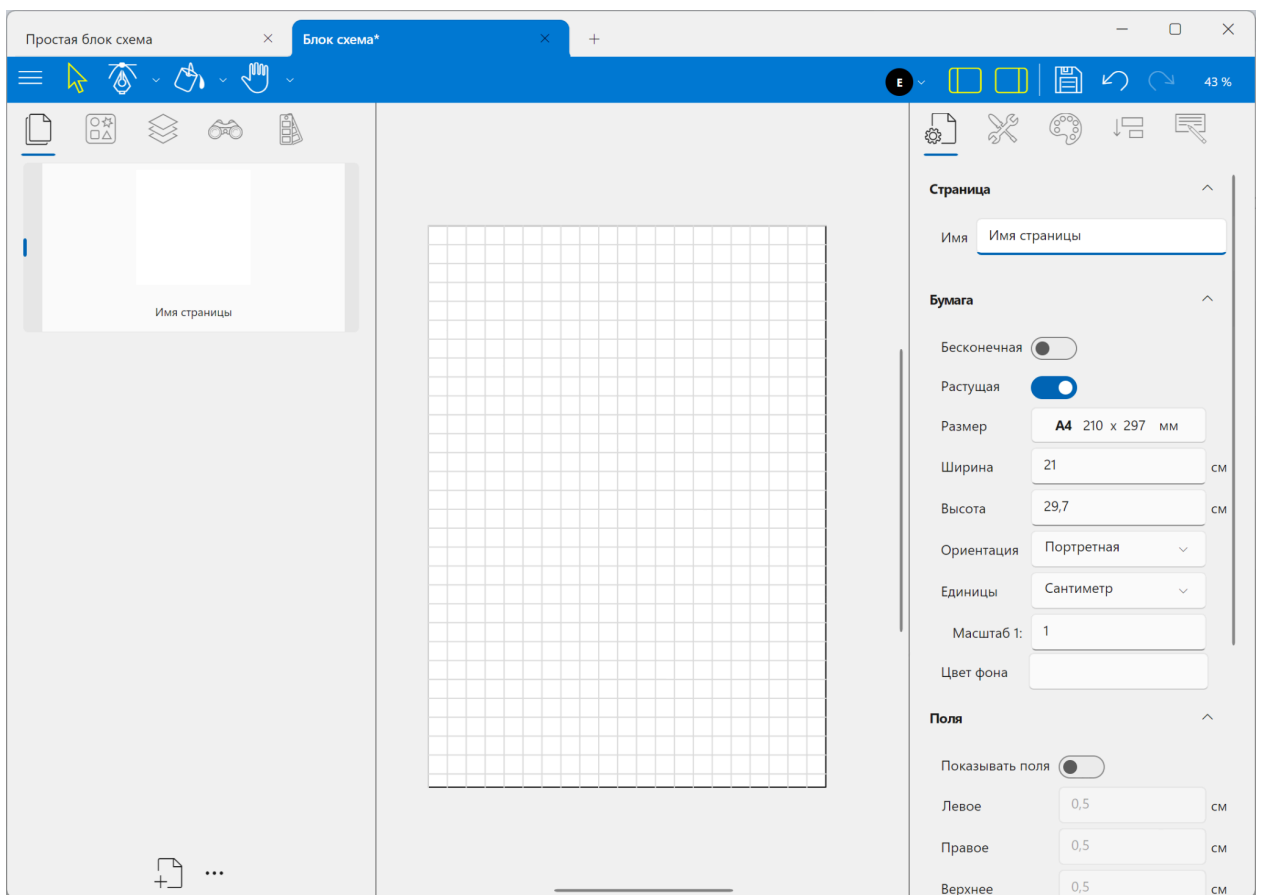 Простая блок схема
Блок схема*
E
43 %
Имя страницы
Страница
Имя Имя страницы
Бумага
Бесконечная
Растущая
Размер A4 210 x 297 мм
Ширина 21 см
Высота 29,7 см
Ориентация Портретная
Единицы Сантиметр
Масштаб 1: 1
Цвет фона
Поля
Показывать поля
Левое 0,5 см
Правое 0,5 см
Верхнее 0,5 см